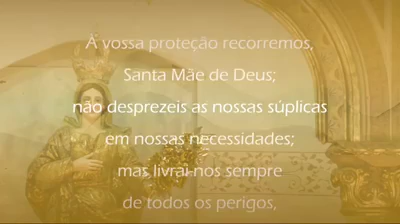 À vossa proteção recorremos,
Santa Mãe de Deus;
não desprezeis as nossas súplicas
em nossas necessidades;
mas livrai-nos sempre
de todos os perigos,